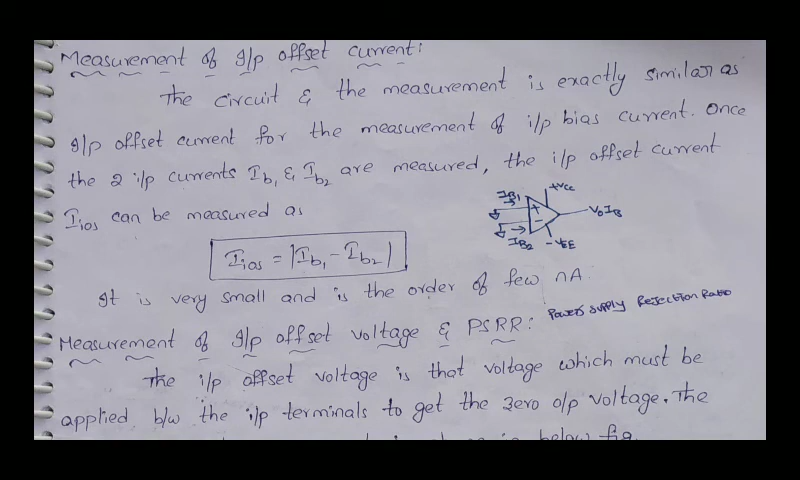 Measurement of I/p offset current:
The circuit & the measurement is exactly similar as
I/p offset current for the measurement of i/p bias current. Once
the 2 i/p currents Ib1 & Ib2 are measured, the i/p offset current
Iios can be measured as
+VCC
IB1
+
-
VoIB
IB2
-VEE
Iios = |Ib1 - Ib2|
It is very small and is the order of few nA.
Power supply Rejection Ratio
Measurement of I/p offset voltage & PSRR:
The i/p offset voltage is that voltage which must be
applied b/w the i/p terminals to get the zero o/p voltage. The
below fig.